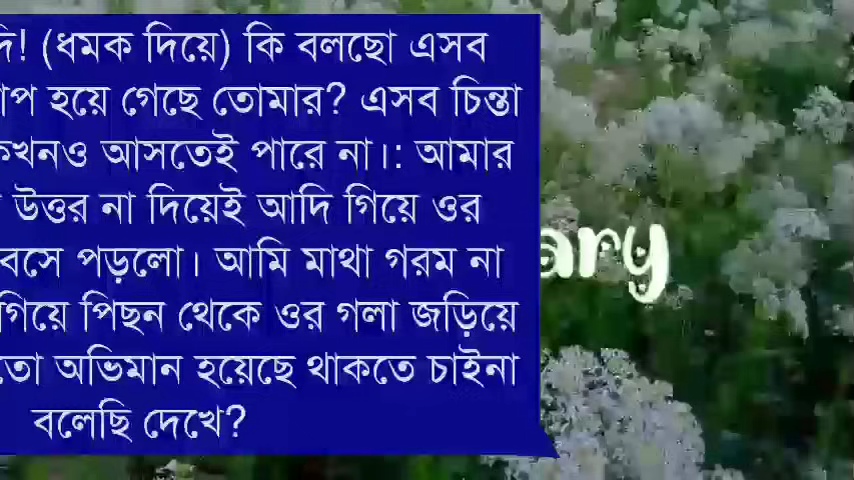 ! (ধমক দিয়ে) কি বলছো এসব
হয়ে গেছে তোমার? এসব চিন্তা
আসতেই পারে না।: আমার
উত্তর না দিয়েই আদি গিয়ে ওর
বসে পড়লো। আমি মাথা গরম না
গিয়ে পিছন থেকে ওর গলা জড়িয়ে
অভিমান হয়েছে থাকতে চাইনা
বলেছি দেখে?
ary